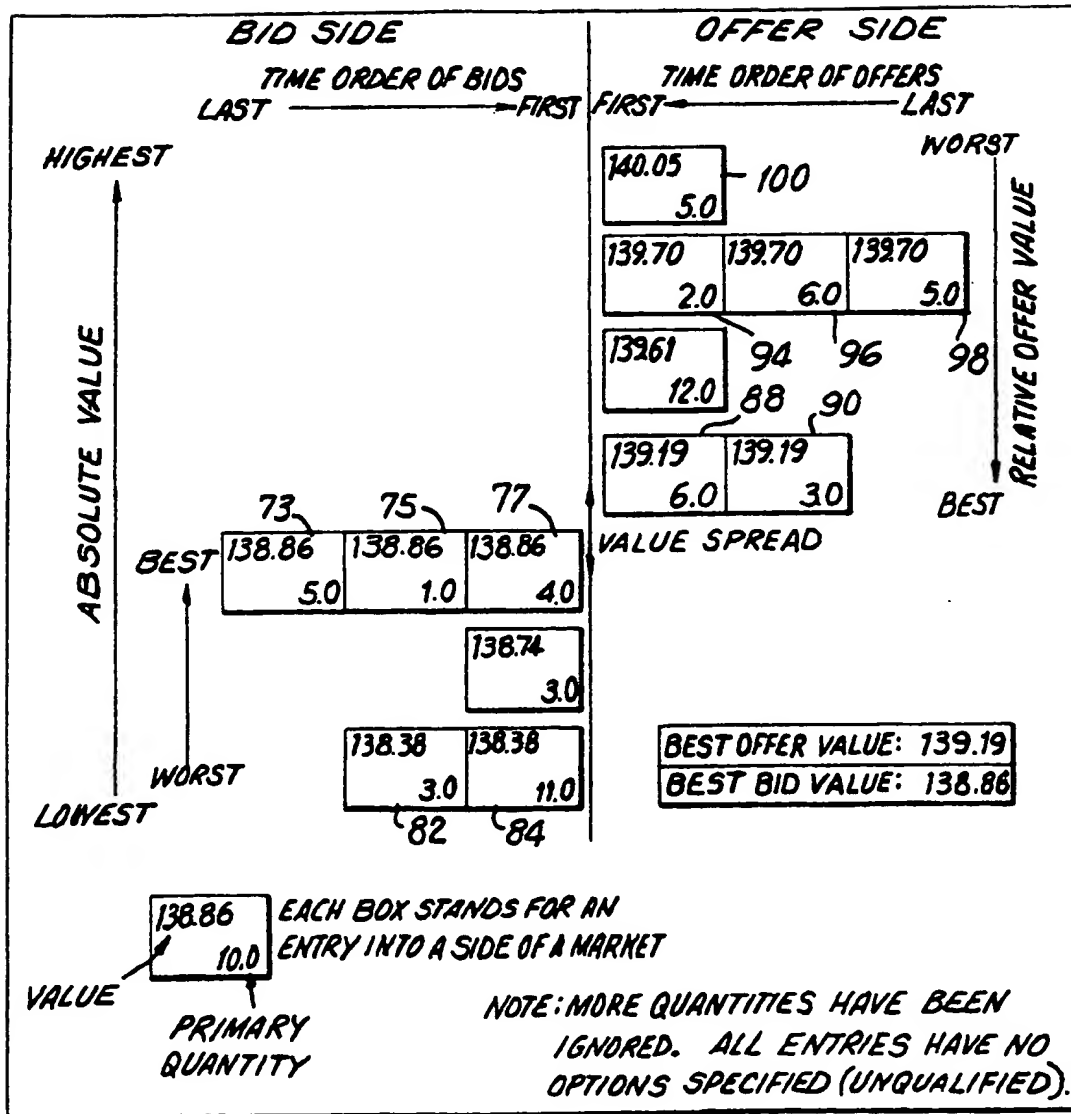 BID SIDE
OFFER SIDE
TIME ORDER OF BIDS
TIME ORDER OF OFFERS
LAST FIRST
FIRST LAST
HIGHEST
WORST
140.05
5.0
100
139.70 139.70 139.70
2.0 6.0 5.0
94 96 98
139.61
12.0
88 90
139.19 139.19
6.0 3.0
RELATIVE OFFER VALUE
BEST
VALUE SPREAD
ABSOLUTE VALUE
73 75 77
BEST
138.86 138.86 138.86
5.0 1.0 4.0
138.74
3.0
138.38 138.38
3.0 11.0
82 84
WORST
LOWEST
BEST OFFER VALUE: 139.19
BEST BID VALUE: 138.86
138.86
10.0
EACH BOX STANDS FOR AN
ENTRY INTO A SIDE OF A MARKET
VALUE
PRIMARY
QUANTITY
NOTE: MORE QUANTITIES HAVE BEEN
IGNORED. ALL ENTRIES HAVE NO
OPTIONS SPECIFIED (UNQUALIFIED).